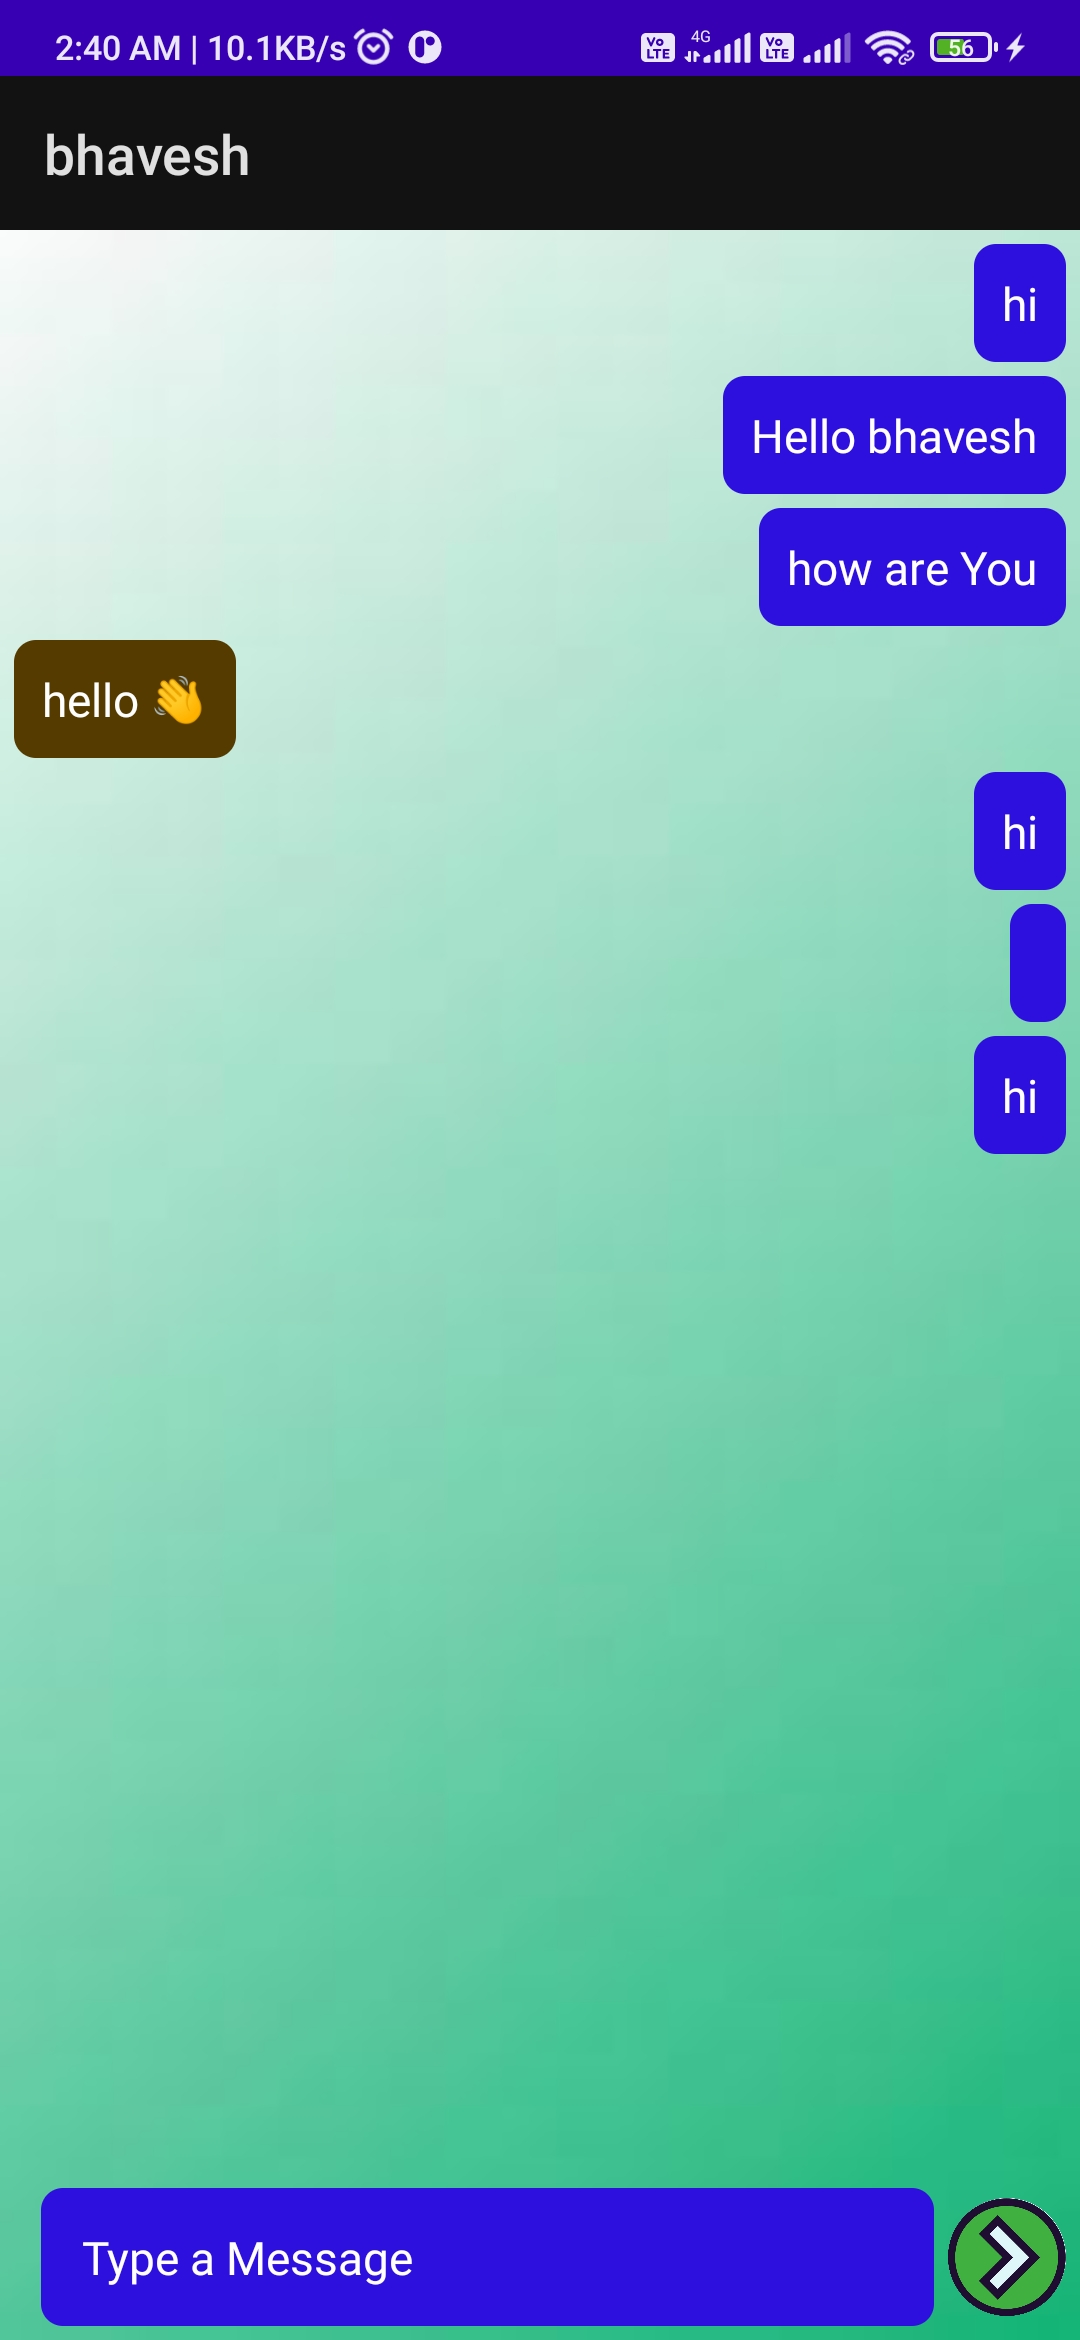 2:40 AM | 10.1KB/s Vo LTE 4G Vo LTE 56
bhavesh
hi
Hello bhavesh
how are You
hello 👋
hi
hi
Type a Message